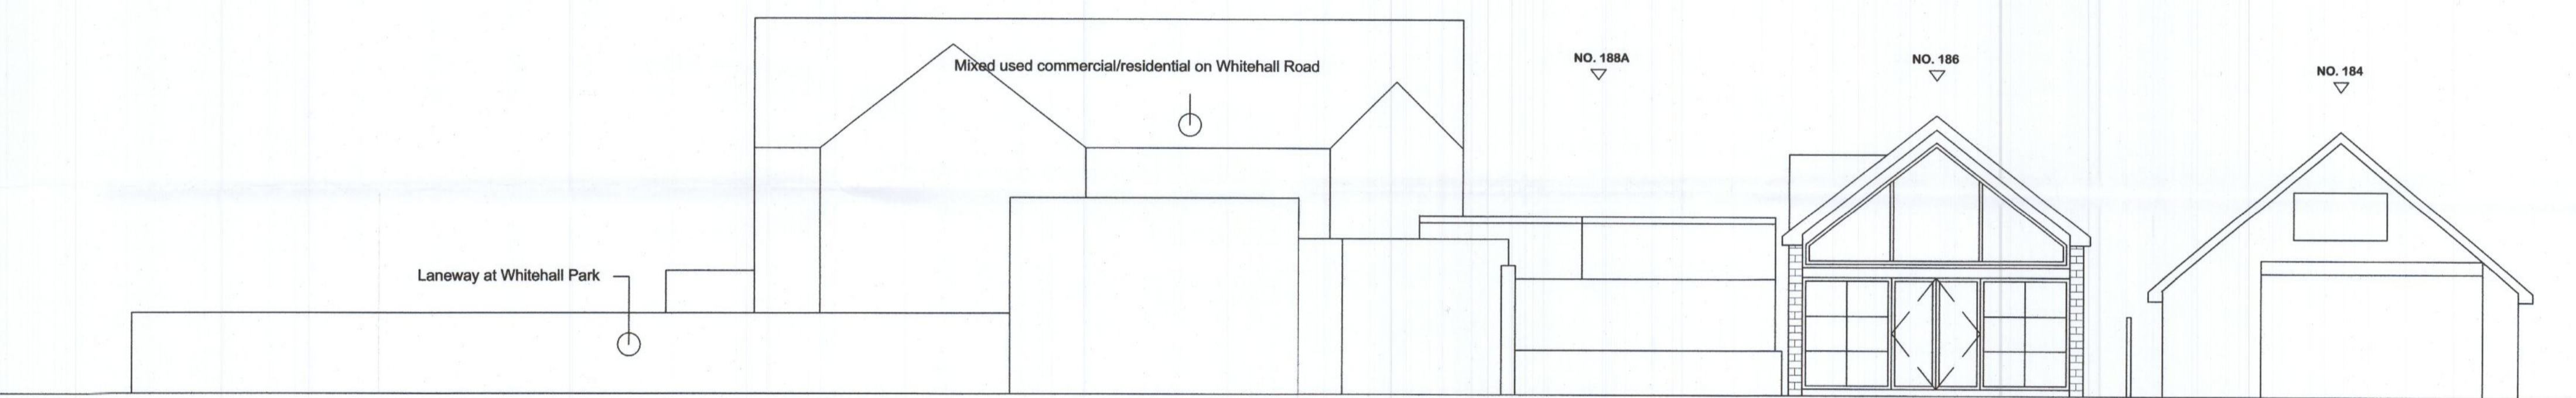 Mixed used commercial/residential on Whitehall Road
NO. 188A
NO. 186
NO. 184
Laneway at Whitehall Park